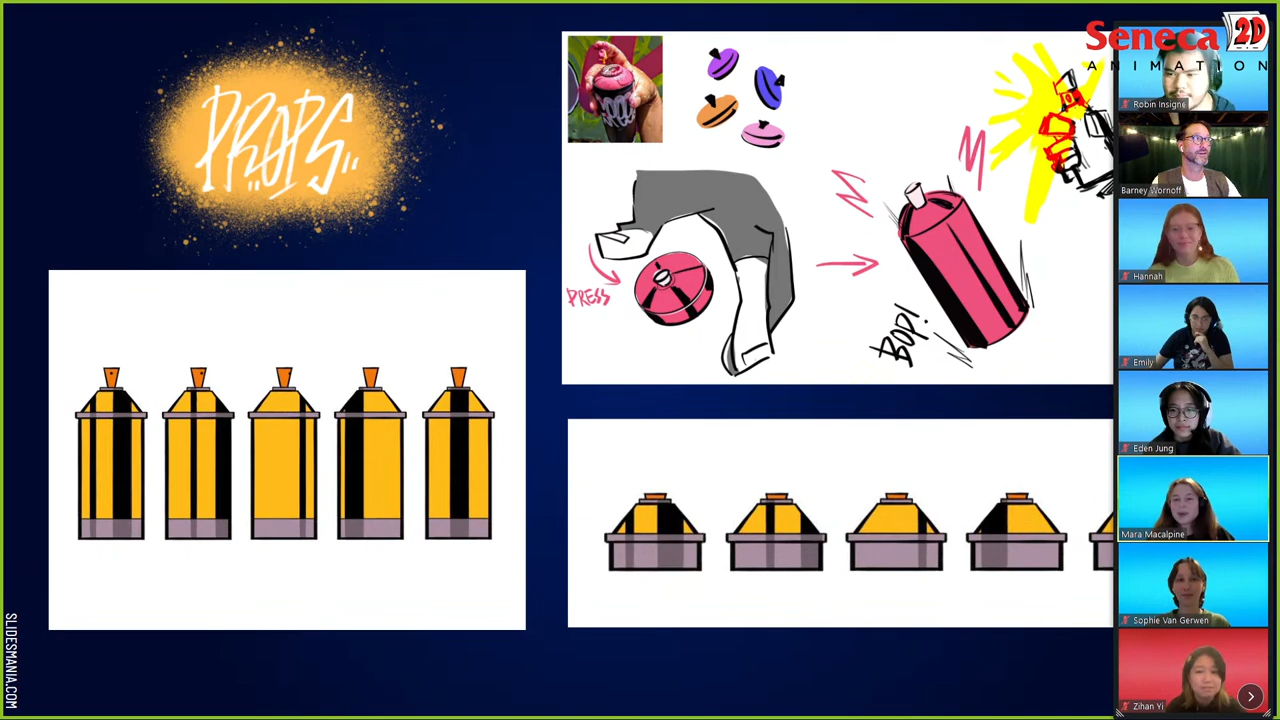 PROPS
PRESS
BOP!
SLIDESMANIA.COM
Seneca 2D
ANIMATION
Robin Insigne
Barney Wornoff
Hannah
Emily
Eden Jung
Mara Macalpine
Sophie Van Gerwen
Zihan Yi